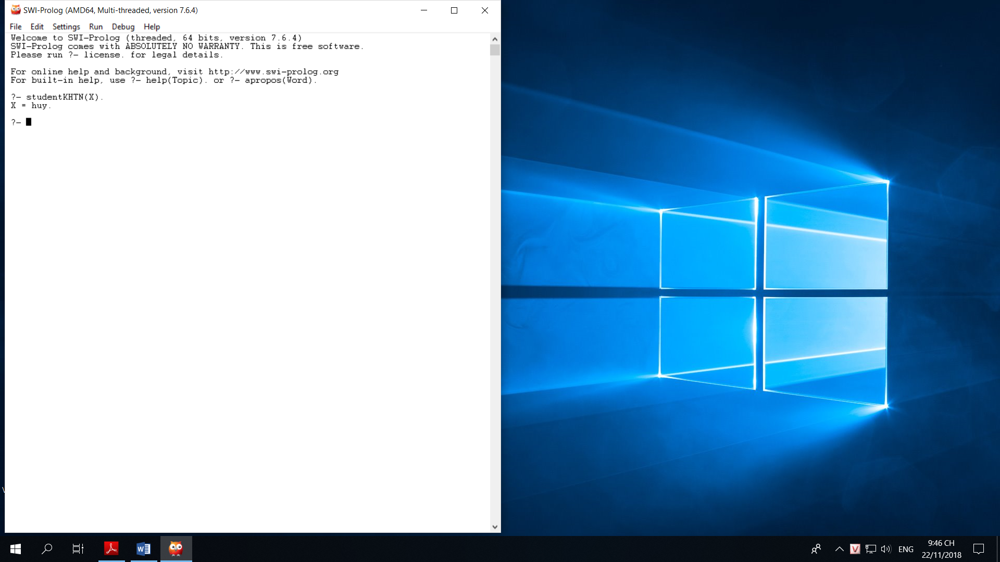 SWI-Prolog (AMD64, Multi-threaded, version 7.6.4)
File Edit Settings Run Debug Help
Welcome to SWI-Prolog (threaded, 64 bits, version 7.6.4)
SWI-Prolog comes with ABSOLUTELY NO WARRANTY. This is free software.
Please run ?- license. for legal details.
For online help and background, visit http://www.swi-prolog.org
For built-in help, use ?- help(Topic). or ?- apropos(Word).
?- studentKHTN(X).
X = huy.
?-
ENG
9:46 CH
22/11/2018